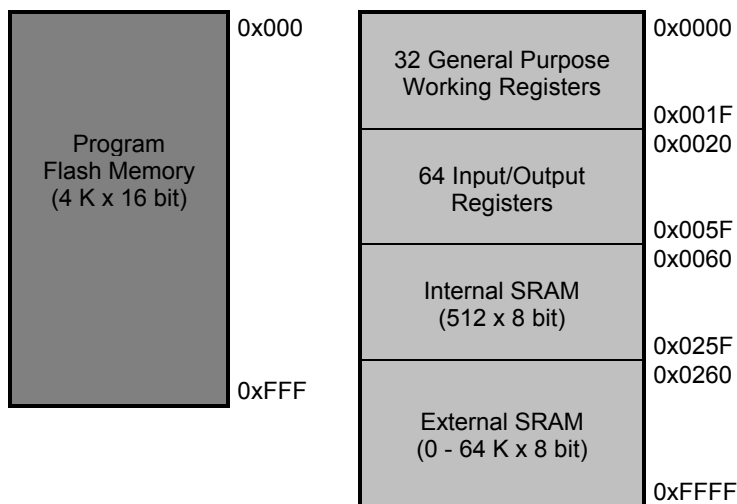 0x000
Program
Flash Memory
(4 K x 16 bit)
0xFFF
32 General Purpose
Working Registers
0x0000
0x001F
64 Input/Output
Registers
0x0020
0x005F
Internal SRAM
(512 x 8 bit)
0x0060
0x025F
External SRAM
(0 - 64 K x 8 bit)
0x0260
0xFFFF